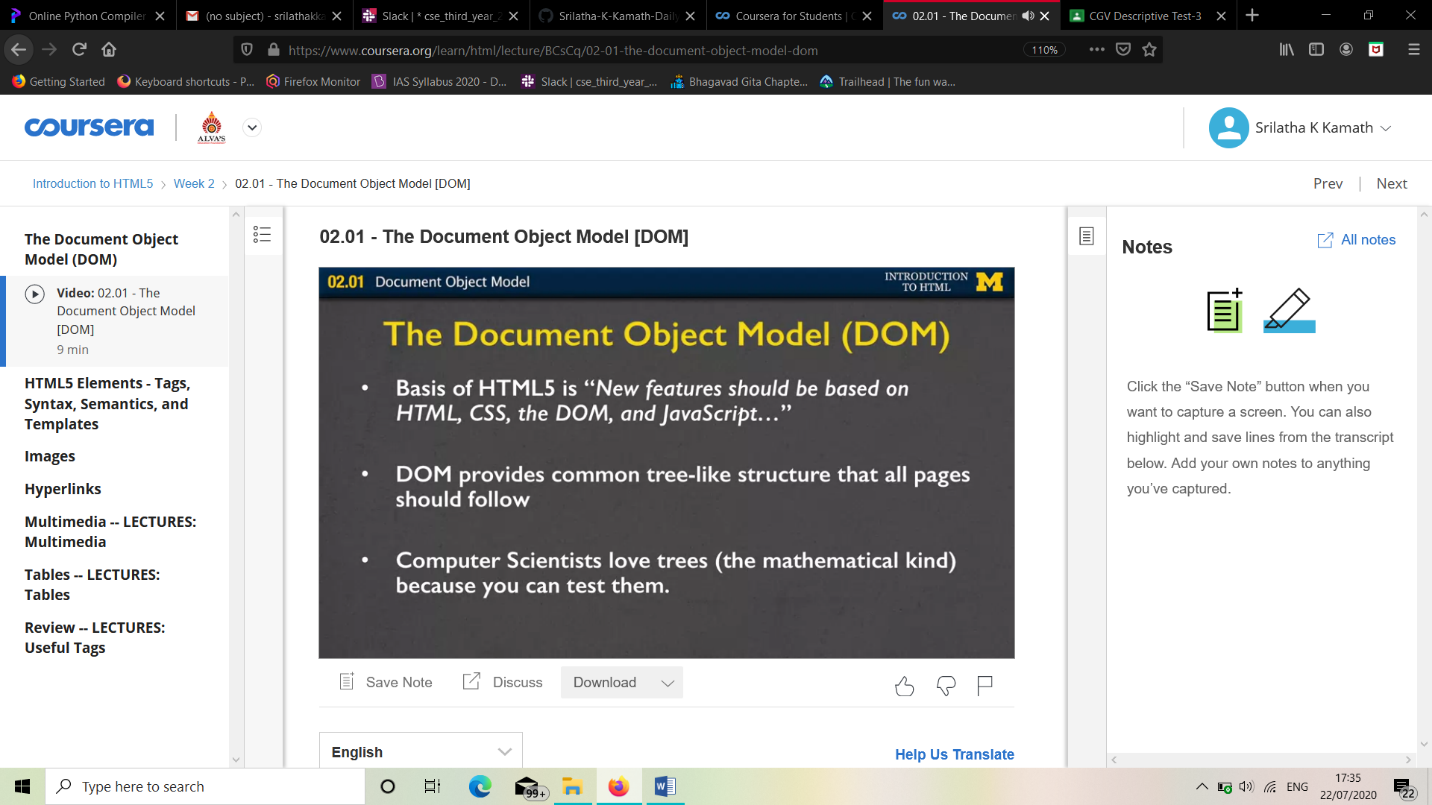 Online Python Compiler
(no subject) - srilathakka
Slack | * cse_third_year_2
Srilatha-K-Kamath-Daily
Coursera for Students | C
02.01 - The Documen
CGV Descriptive Test-3
https://www.coursera.org/learn/html/lecture/BCsCq/02-01-the-document-object-model-dom
110%
Getting Started
Keyboard shortcuts - P...
Firefox Monitor
IAS Syllabus 2020 - D...
Slack | cse_third_year_...
Bhagavad Gita Chapte...
Trailhead | The fun wa...
coursera
ALVA'S
Srilatha K Kamath
Introduction to HTML5 > Week 2 > 02.01 - The Document Object Model [DOM]
Prev | Next
The Document Object
Model (DOM)
Video: 02.01 - The
Document Object Model
[DOM]
9 min
HTML5 Elements - Tags,
Syntax, Semantics, and
Templates
Images
Hyperlinks
Multimedia -- LECTURES:
Multimedia
Tables -- LECTURES:
Tables
Review -- LECTURES:
Useful Tags
02.01 - The Document Object Model [DOM]
02.01 Document Object Model
INTRODUCTION
TO HTML
M
The Document Object Model (DOM)
• Basis of HTML5 is “New features should be based on
HTML, CSS, the DOM, and JavaScript…”
• DOM provides common tree-like structure that all pages
should follow
• Computer Scientists love trees (the mathematical kind)
because you can test them.
Save Note
Discuss
Download
English
Help Us Translate
Notes
All notes
Click the “Save Note” button when you
want to capture a screen. You can also
highlight and save lines from the transcript
below. Add your own notes to anything
you’ve captured.
Type here to search
99+
ENG
17:35
22/07/2020
22